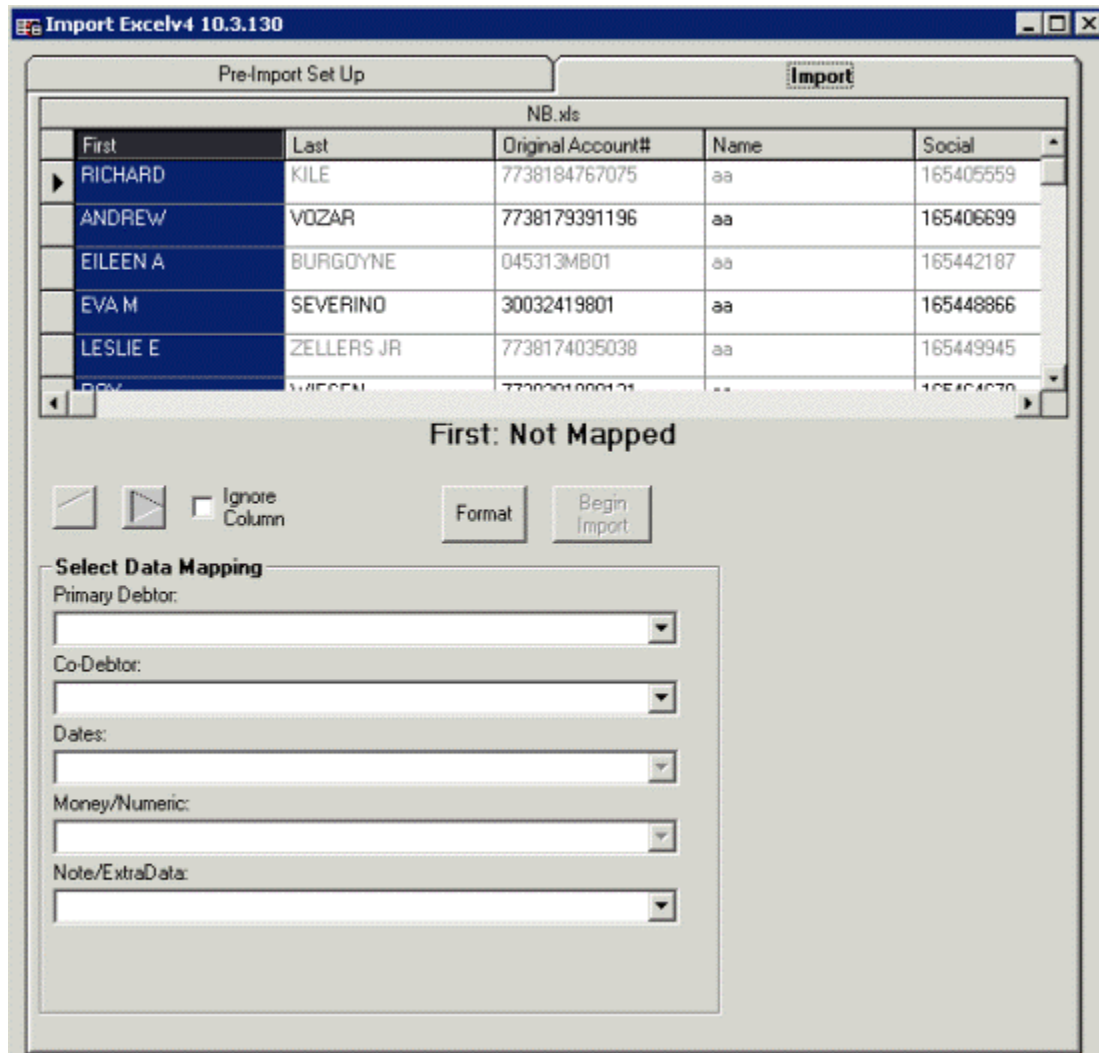 Import Excelv4 10.3.130
Pre-Import Set Up Import
NB.xls
First Last Original Account# Name Social
RICHARD KILE 7738184767075 aa 165405559
ANDREW VOZAR 7738179391196 aa 165406699
EILEEN A BURGOYNE 045313MB01 aa 165442187
EVA M SEVERINO 30032419801 aa 165448866
LESLIE E ZELLERS JR 7738174035038 aa 165449945
First: Not Mapped
Ignore
Column
Format
Begin
Import
Select Data Mapping
Primary Debtor:
Co-Debtor:
Dates:
Money/Numeric:
Note/ExtraData: